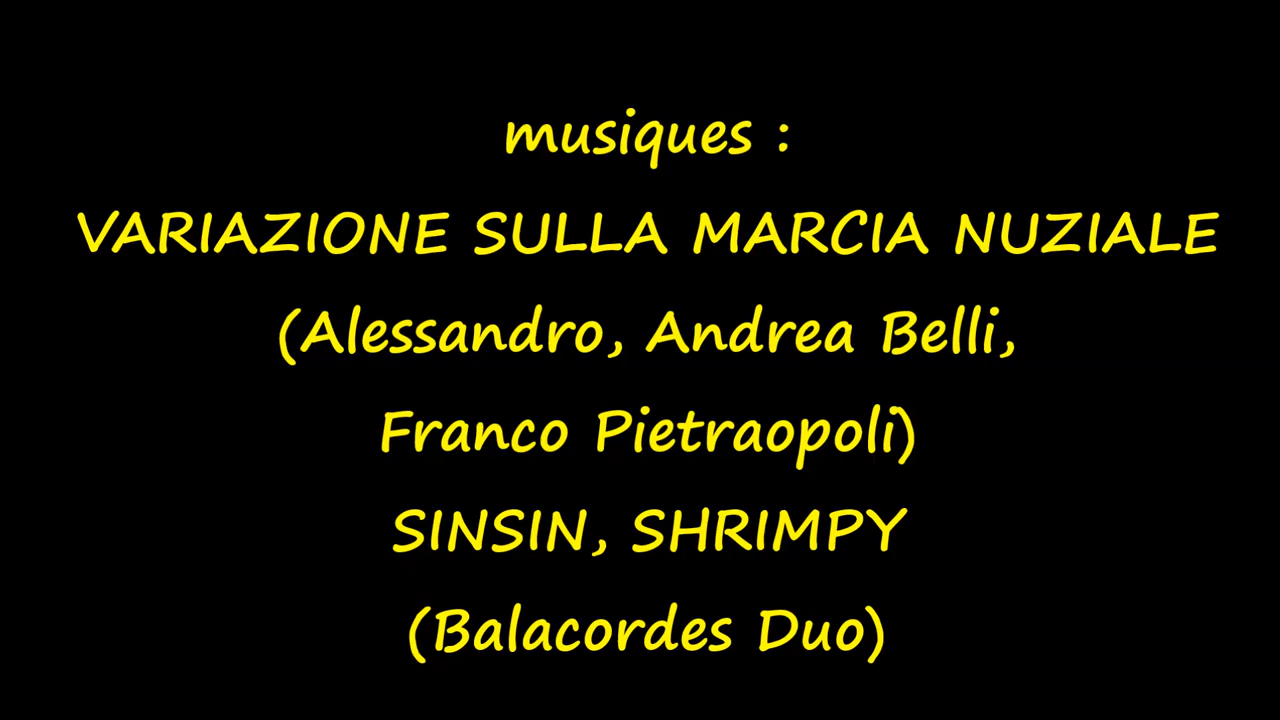 musiques :
VARIAZIONE SULLA MARCIA NUZIALE
(Alessandro, Andrea Belli,
Franco Pietraopoli)
SINSIN, SHRIMPY
(Balacordes Duo)